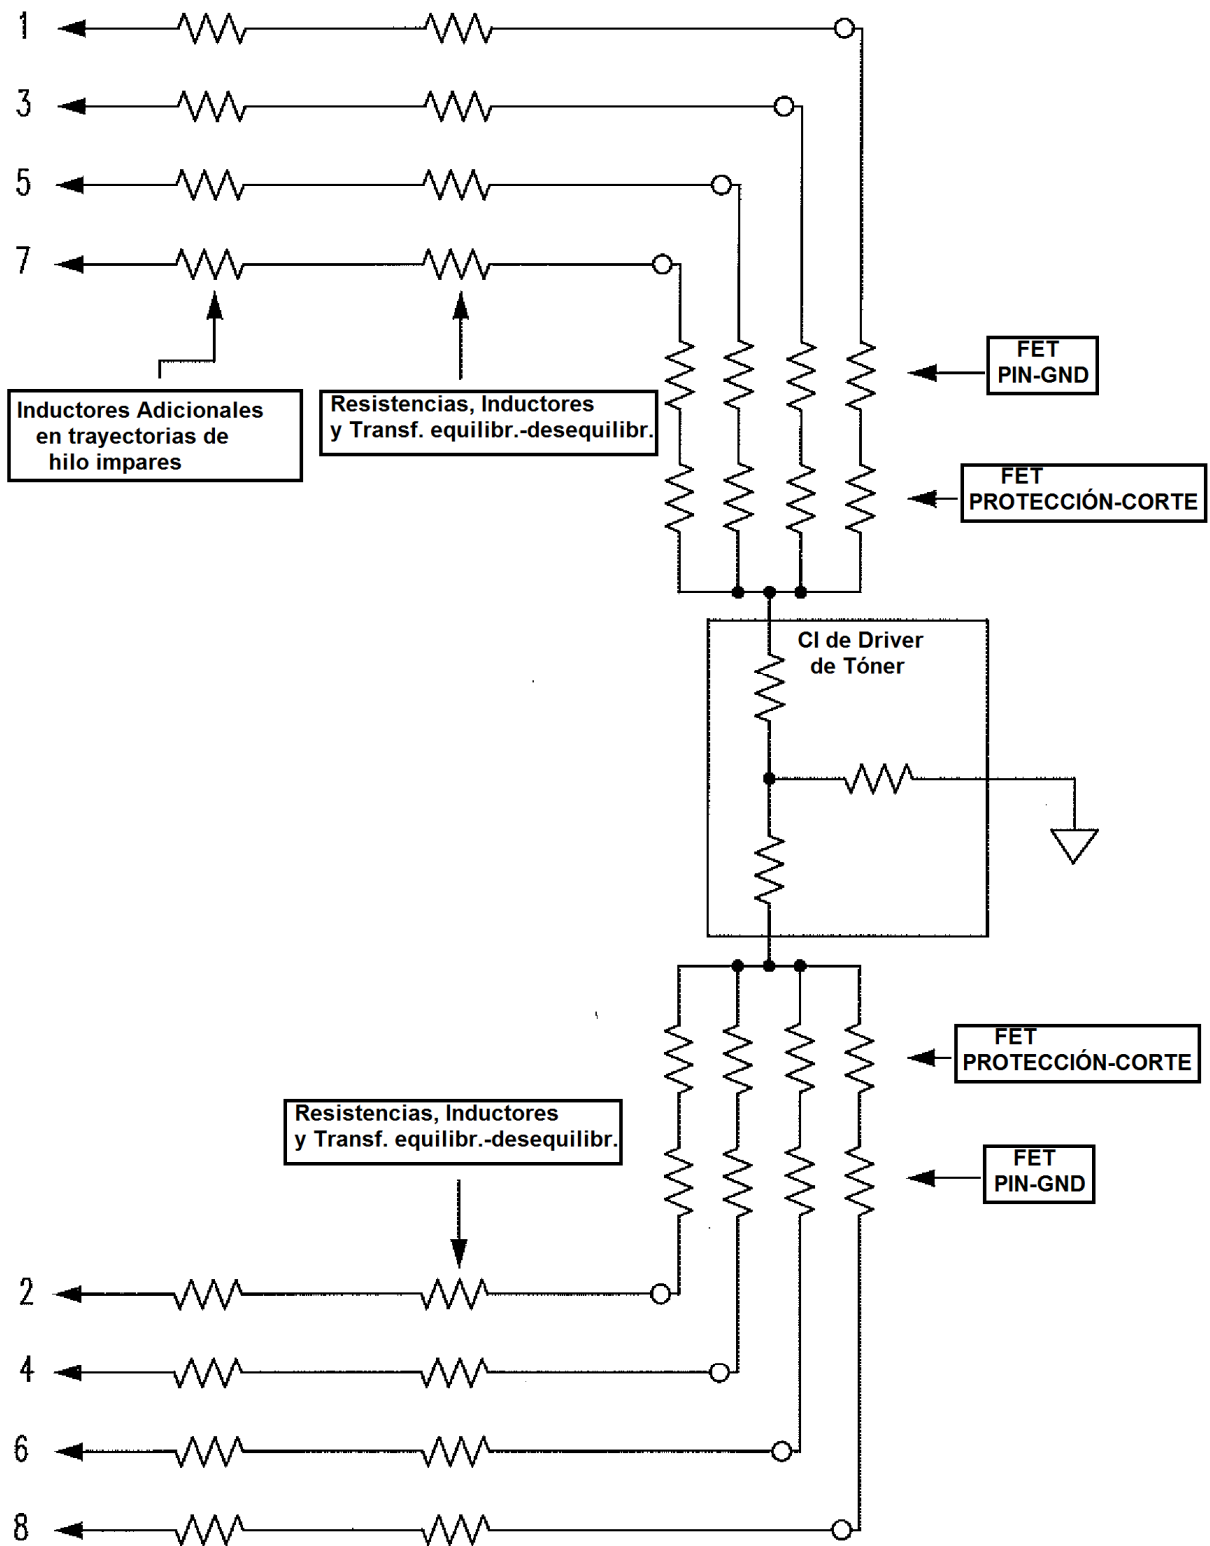 1
3
5
7
FET
PIN-GND
Inductores Adicionales
en trayectorias de
hilo impares
Resistencias, Inductores
y Transf. equilibr.-desequilibr.
FET
PROTECCIÓN-CORTE
CI de Driver
de Tóner
FET
PROTECCIÓN-CORTE
Resistencias, Inductores
y Transf. equilibr.-desequilibr.
FET
PIN-GND
2
4
6
8